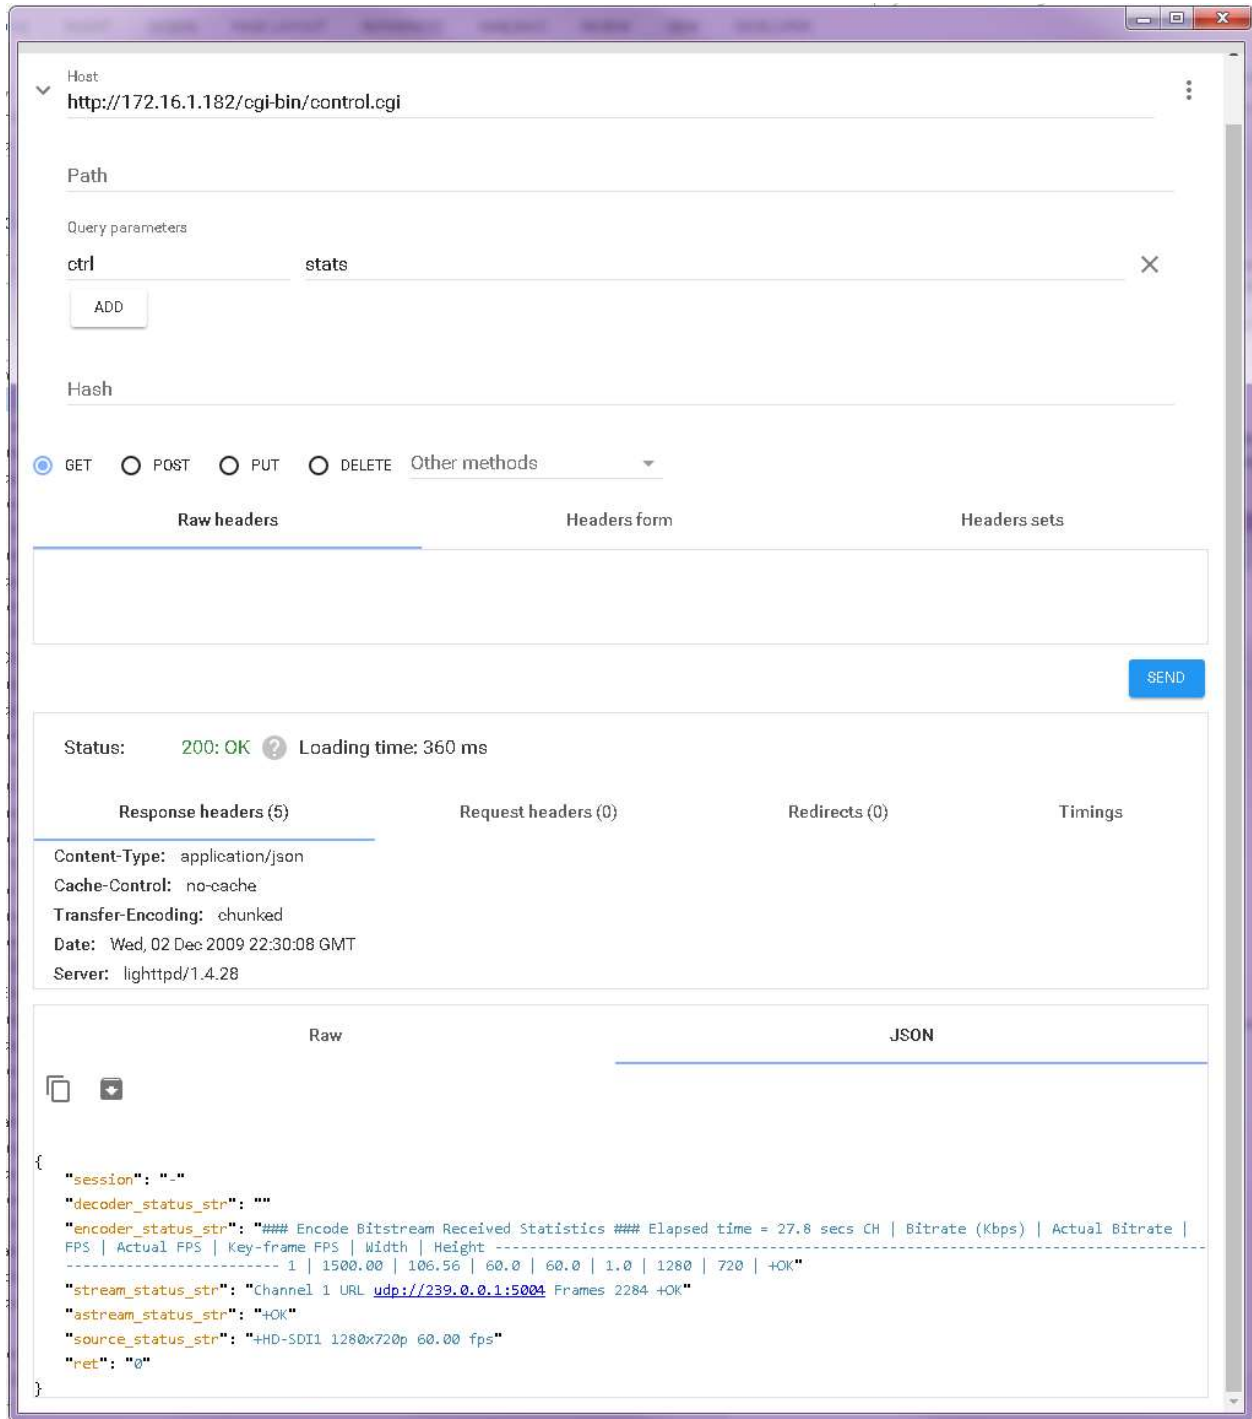 Host
http://172.16.1.182/cgi-bin/control.cgi
Path
Query parameters
ctrl stats
ADD
Hash
GET POST PUT DELETE Other methods
Raw headers Headers form Headers sets
SEND
Status: 200: OK ? Loading time: 360 ms
Response headers (5) Request headers (0) Redirects (0) Timings
Content-Type: application/json
Cache-Control: no-cache
Transfer-Encoding: chunked
Date: Wed, 02 Dec 2009 22:30:08 GMT
Server: lighttpd/1.4.28
Raw JSON
{
"session": "-"
"decoder_status_str": ""
"encoder_status_str": "### Encode Bitstream Received Statistics ### Elapsed time = 27.8 secs CH | Bitrate (Kbps) | Actual Bitrate |
FPS | Actual FPS | Key-frame FPS | Width | Height -----------------------------------------------------------------------------------
---------------------------- 1 | 1500.00 | 106.56 | 60.0 | 60.0 | 1.0 | 1280 | 720 | +OK"
"stream_status_str": "Channel 1 URL udp://239.0.0.1:5004 Frames 2284 +OK"
"astream_status_str": "+OK"
"source_status_str": "+HD-SDI1 1280x720p 60.00 fps"
"ret": "0"
}